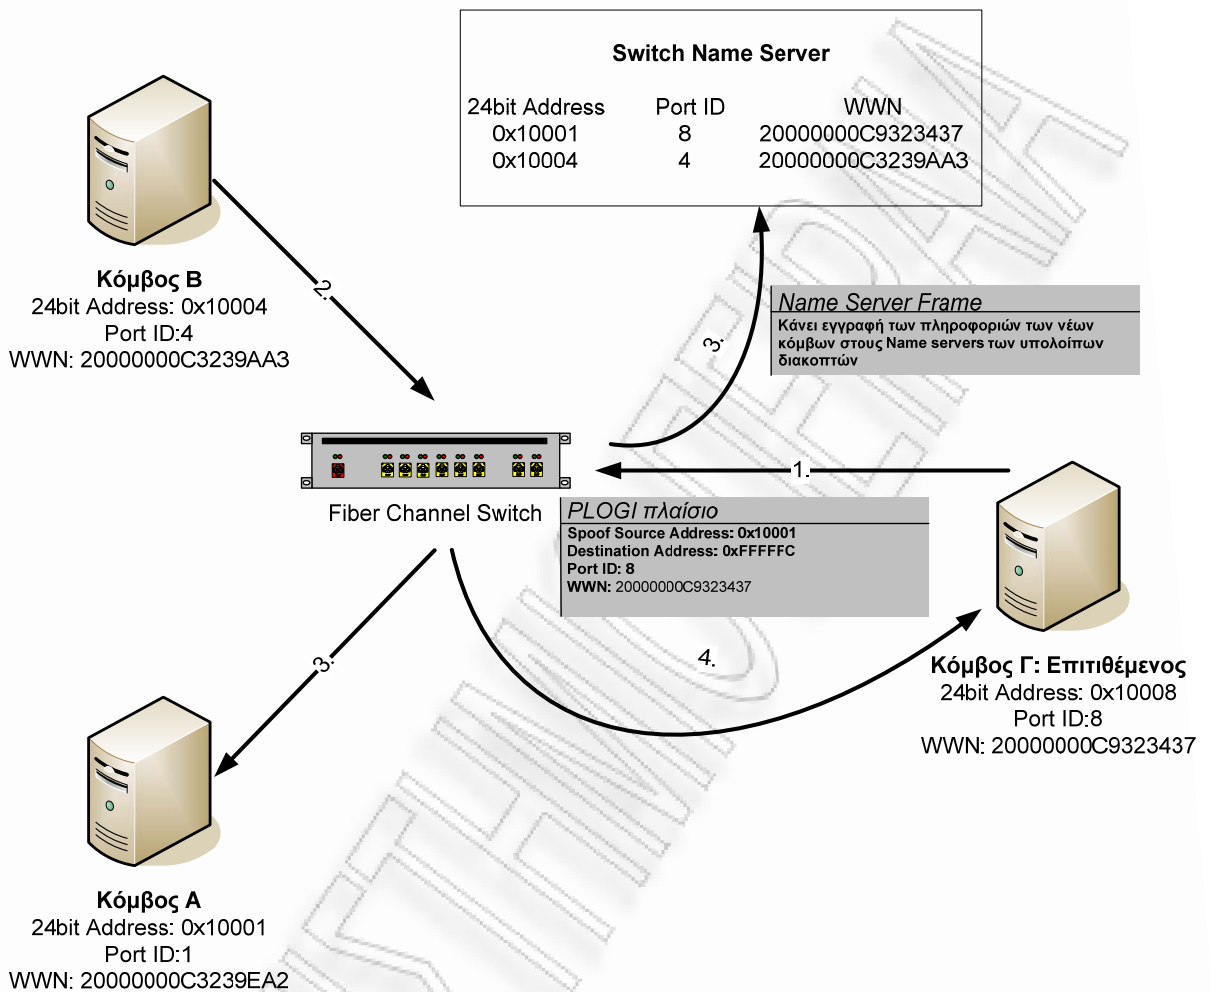 Switch Name Server
24bit Address Port ID WWN
0x10001 8 20000000C9323437
0x10004 4 20000000C3239AA3
Κόμβος Β
24bit Address: 0x10004
Port ID:4
WWN: 20000000C3239AA3
2.
3.
Name Server Frame
Κάνει εγγραφή των πληροφοριών των νέων
κόμβων στους Name servers των υπολοίπων
διακοπτών
1.
Fiber Channel Switch
PLOGI πλαίσιο
Spoof Source Address: 0x10001
Destination Address: 0xFFFFFC
Port ID: 8
WWN: 20000000C9323437
3.
4.
Κόμβος Γ: Επιτιθέμενος
24bit Address: 0x10008
Port ID:8
WWN: 20000000C9323437
Κόμβος Α
24bit Address: 0x10001
Port ID:1
WWN: 20000000C3239EA2